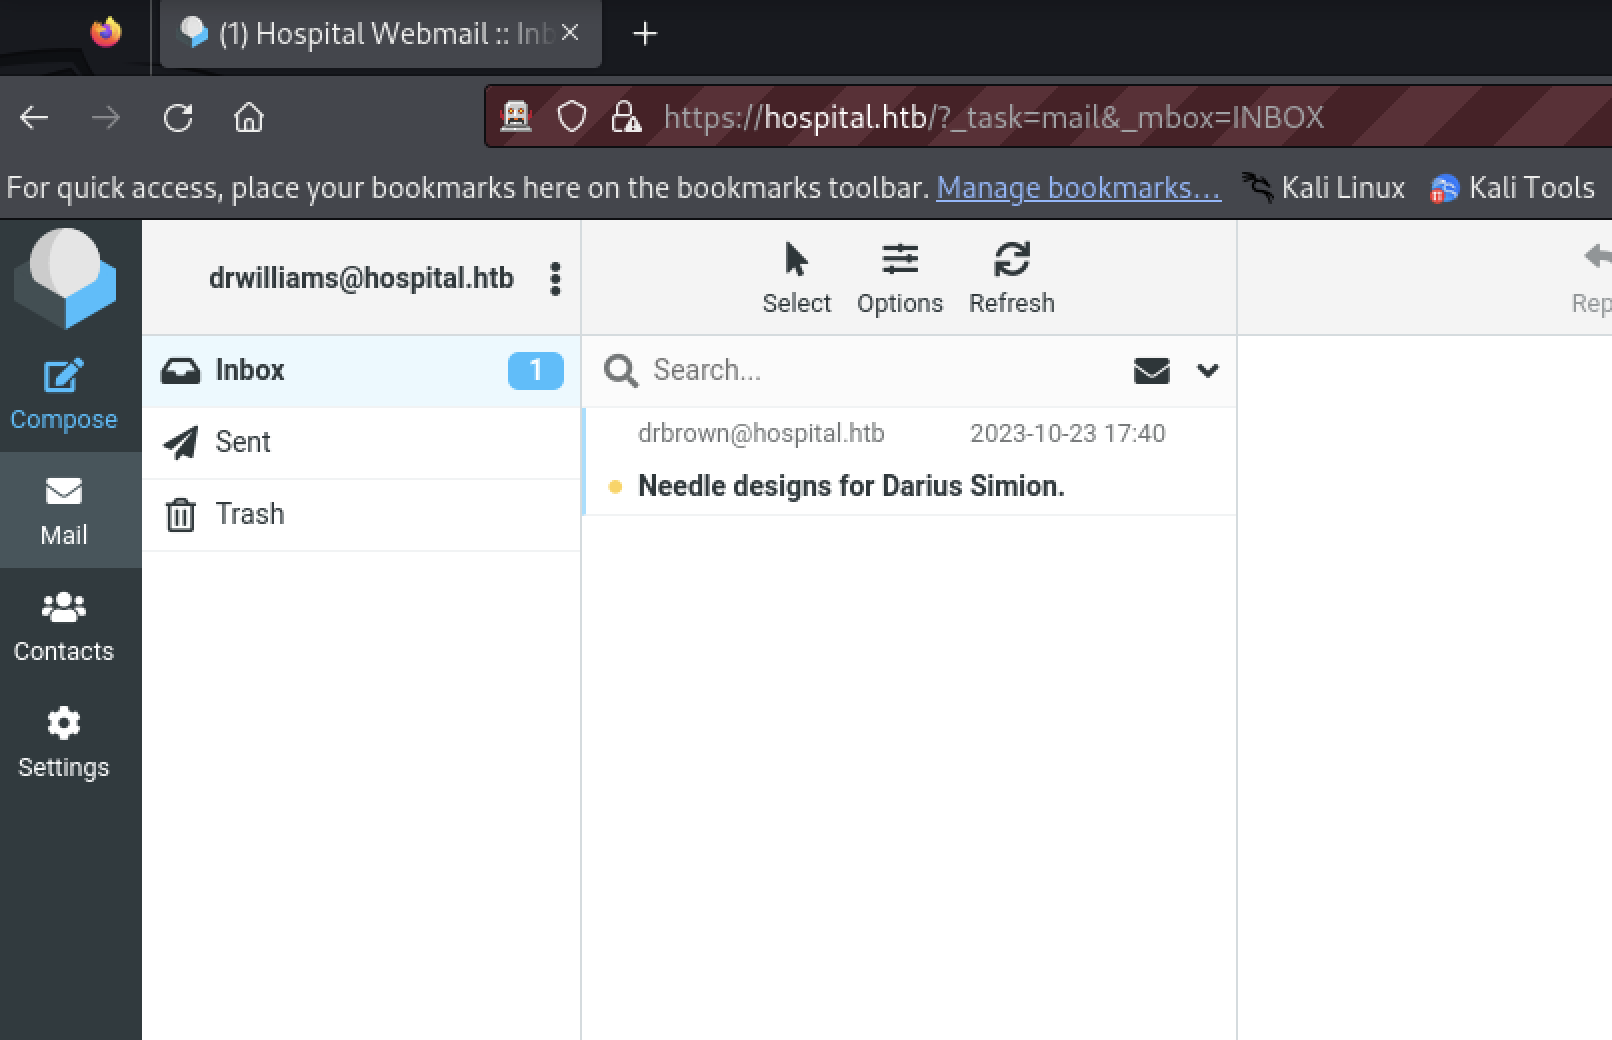 (1) Hospital Webmail :: Inb
https://hospital.htb/?_task=mail&_mbox=INBOX
For quick access, place your bookmarks here on the bookmarks toolbar. Manage bookmarks... Kali Linux Kali Tools
drwilliams@hospital.htb
Select Options Refresh
Rep
Compose
Mail
Contacts
Settings
Inbox 1
Sent
Trash
Search...
drbrown@hospital.htb 2023-10-23 17:40
Needle designs for Darius Simion.